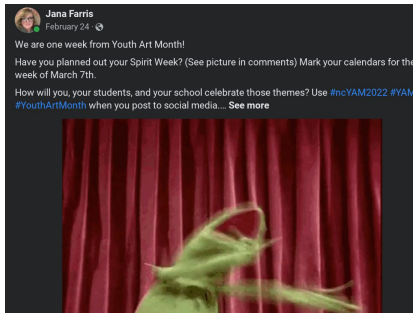 Jana Farris
February 24 ·
We are one week from Youth Art Month!
Have you planned out your Spirit Week? (See picture in comments) Mark your calendars for the
week of March 7th.
How will you, your students, and your school celebrate those themes? Use #ncYAM2022 #YAM
#YouthArtMonth when you post to social media.... See more